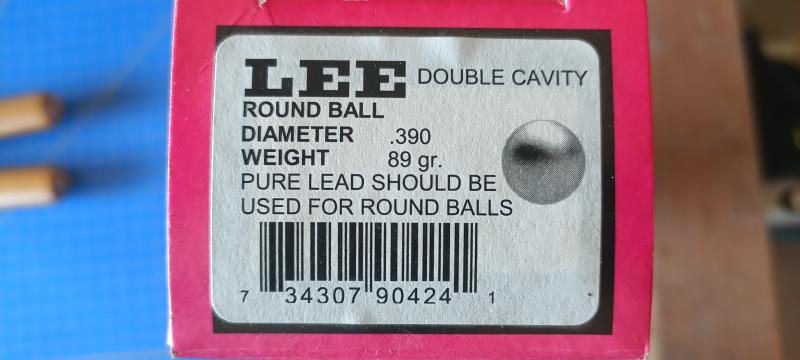 LEE DOUBLE CAVITY
ROUND BALL
DIAMETER .390
WEIGHT 89 gr.
PURE LEAD SHOULD BE
USED FOR ROUND BALLS
7 34307 90424 1